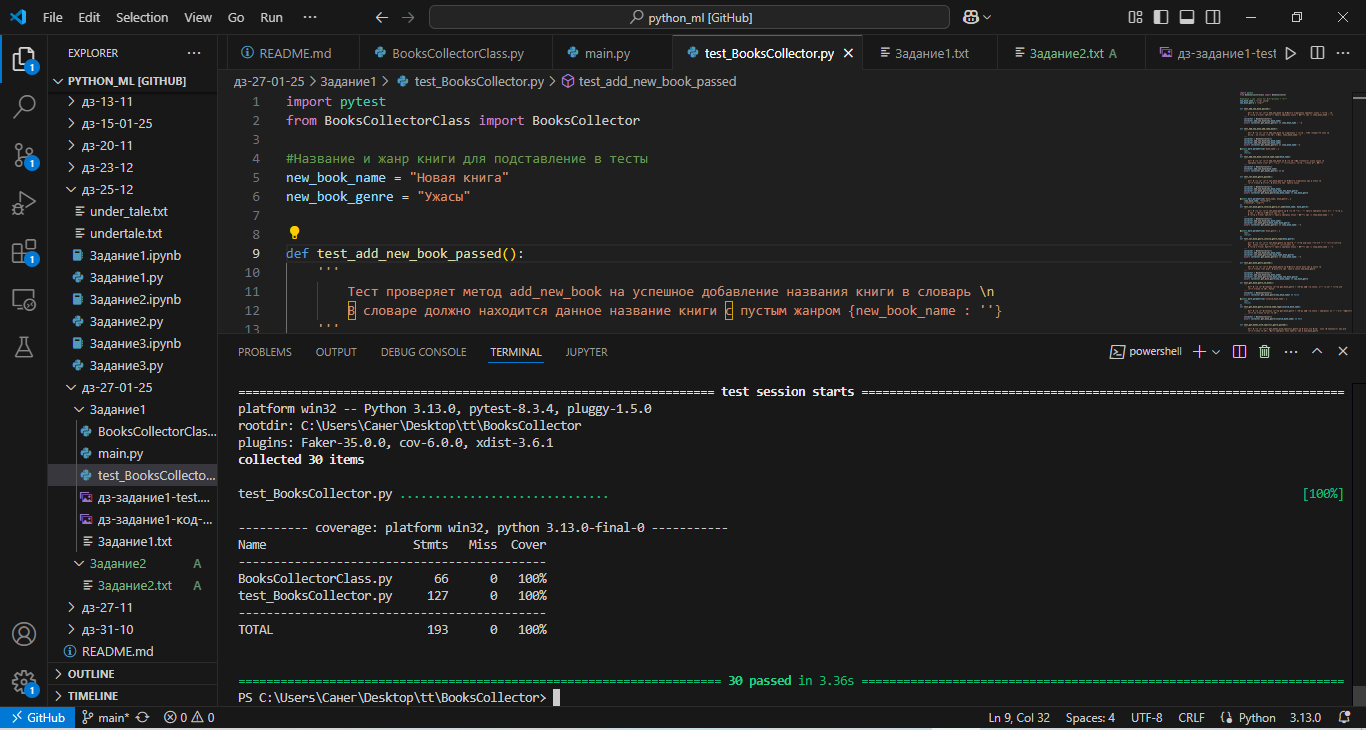 File Edit Selection View Go Run ··· python_ml [GitHub]
EXPLORER ···
PYTHON_ML [GITHUB]
дз-13-11
дз-15-01-25
дз-20-11
дз-23-12
дз-25-12
under_tale.txt
undertale.txt
Задание1.ipynb
Задание1.py
Задание2.ipynb
Задание2.py
Задание3.ipynb
Задание3.py
дз-27-01-25
Задание1
BooksCollectorClas...
main.py
test_BooksCollecto...
дз-задание1-test....
дз-задание1-код-...
Задание1.txt
Задание2 A
Задание2.txt A
дз-27-11
дз-31-10
README.md
OUTLINE
TIMELINE
1
1
1
1
README.md BooksCollectorClass.py main.py test_BooksCollector.py Задание1.txt Задание2.txt A дз-задание1-test
дз-27-01-25 > Задание1 > test_BooksCollector.py > test_add_new_book_passed
1 import pytest
2 from BooksCollectorClass import BooksCollector
3
4 #Название и жанр книги для подставление в тесты
5 new_book_name = "Новая книга"
6 new_book_genre = "Ужасы"
7
8
9 def test_add_new_book_passed():
10 '''
11 Тест проверяет метод add_new_book на успешное добавление названия книги в словарь \n
12 В словаре должно находится данное название книги с пустым жанром {new_book_name : ''}
13 '''
PROBLEMS OUTPUT DEBUG CONSOLE TERMINAL JUPYTER powershell
==================================================================== test session starts =====================================================================
platform win32 -- Python 3.13.0, pytest-8.3.4, pluggy-1.5.0
rootdir: C:\Users\Санег\Desktop\tt\BooksCollector
plugins: Faker-35.0.0, cov-6.0.0, xdist-3.6.1
collected 30 items
test_BooksCollector.py .............................. [100%]
---------- coverage: platform win32, python 3.13.0-final-0 -----------
Name Stmts Miss Cover
--------------------------------------------
BooksCollectorClass.py 66 0 100%
test_BooksCollector.py 127 0 100%
--------------------------------------------
TOTAL 193 0 100%
===================================================================== 30 passed in 3.36s =====================================================================
PS C:\Users\Санег\Desktop\tt\BooksCollector>
GitHub main* 0 0 Ln 9, Col 32 Spaces: 4 UTF-8 CRLF Python 3.13.0